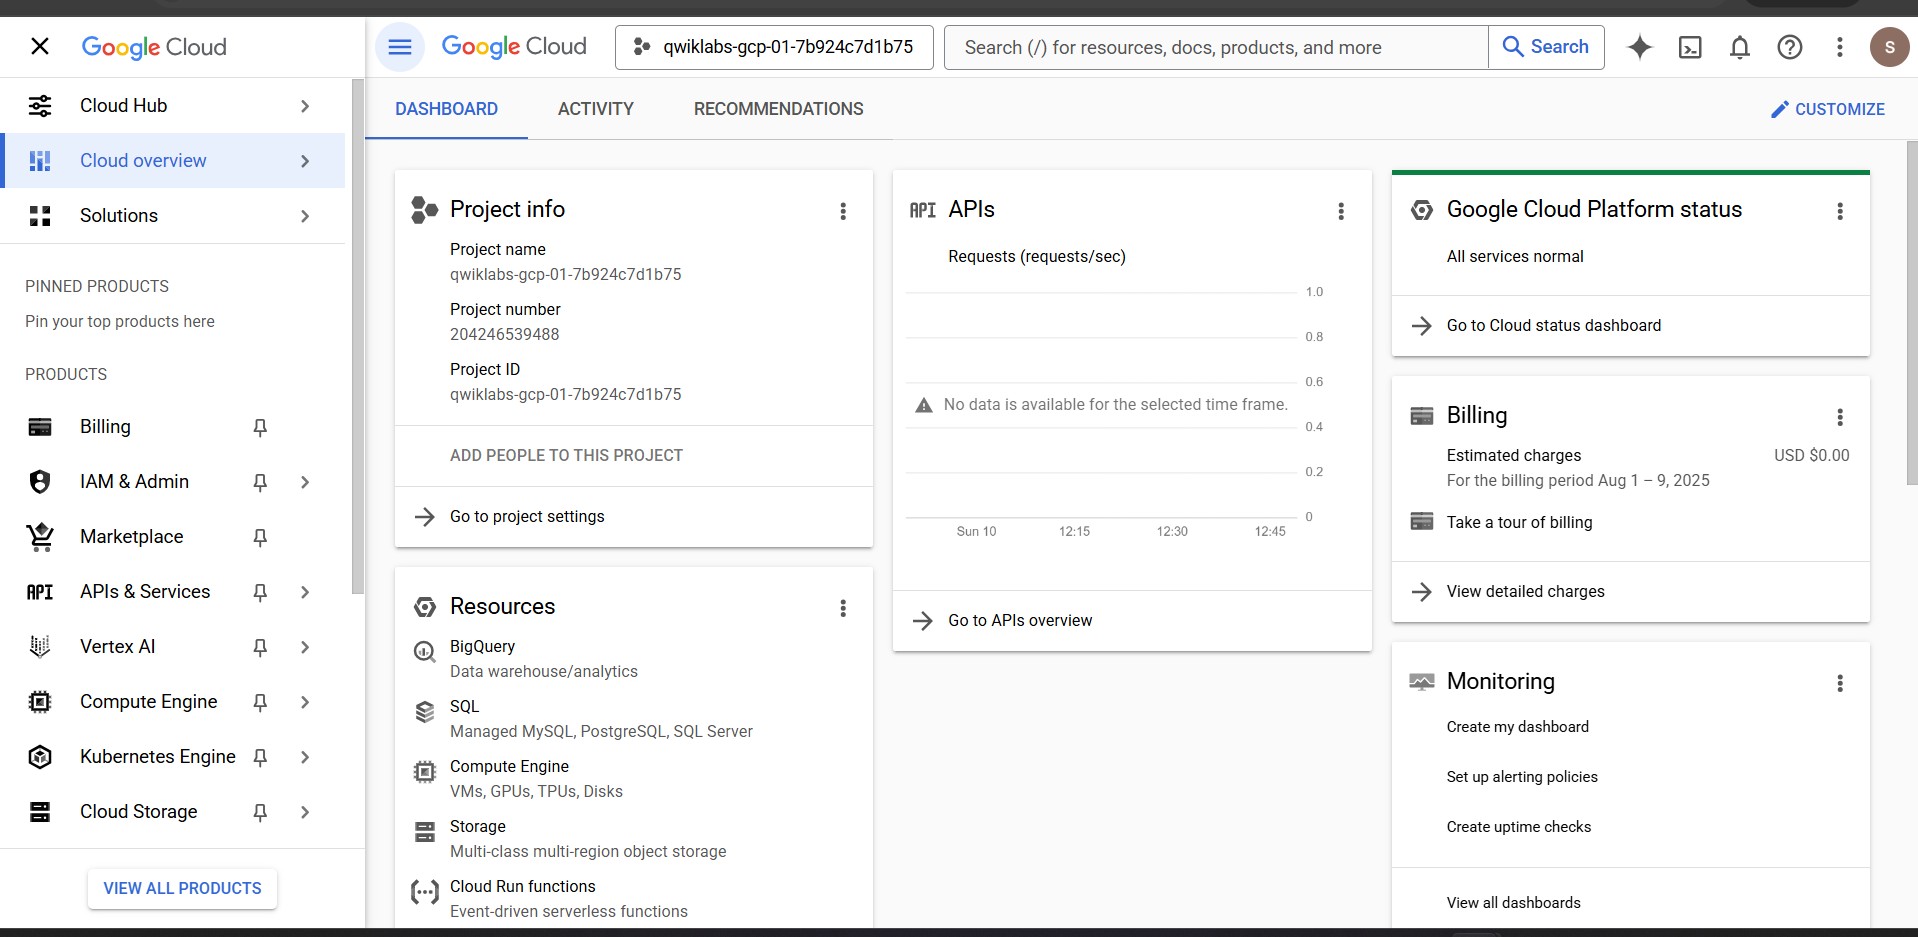 Google Cloud
Cloud Hub
Cloud overview
Solutions
PINNED PRODUCTS
Pin your top products here
PRODUCTS
Billing
IAM & Admin
Marketplace
API
APIs & Services
Vertex AI
Compute Engine
Kubernetes Engine
Cloud Storage
VIEW ALL PRODUCTS
Google Cloud
qwiklabs-gcp-01-7b924c7d1b75
Search (/) for resources, docs, products, and more
Search
S
DASHBOARD
ACTIVITY
RECOMMENDATIONS
CUSTOMIZE
Project info
Project name
qwiklabs-gcp-01-7b924c7d1b75
Project number
204246539488
Project ID
qwiklabs-gcp-01-7b924c7d1b75
ADD PEOPLE TO THIS PROJECT
Go to project settings
Resources
BigQuery
Data warehouse/analytics
SQL
Managed MySQL, PostgreSQL, SQL Server
Compute Engine
VMs, GPUs, TPUs, Disks
Storage
Multi-class multi-region object storage
Cloud Run functions
Event-driven serverless functions
API APIs
Requests (requests/sec)
1.0
0.8
0.6
No data is available for the selected time frame.
0.4
0.2
0
Sun 10 12:15 12:30 12:45
Go to APIs overview
Google Cloud Platform status
All services normal
Go to Cloud status dashboard
Billing
Estimated charges USD $0.00
For the billing period Aug 1 – 9, 2025
Take a tour of billing
View detailed charges
Monitoring
Create my dashboard
Set up alerting policies
Create uptime checks
View all dashboards